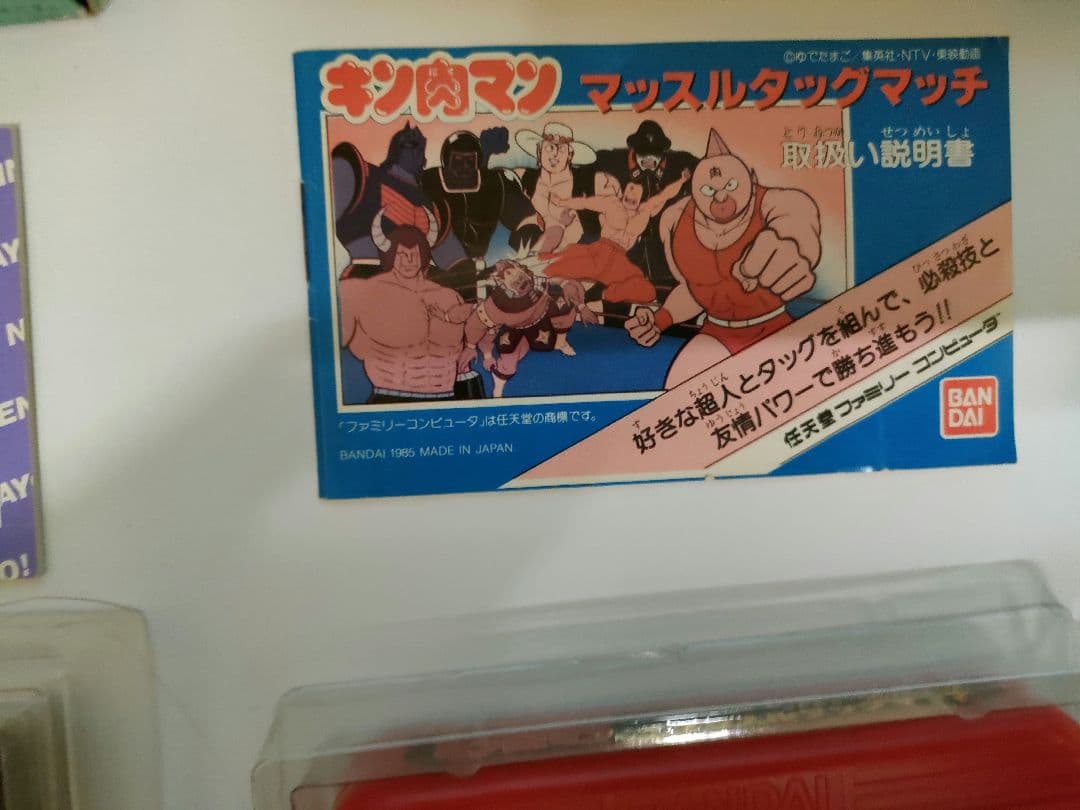 ©ゆでたまご/集英社・NTV・東映動画
キン肉マン マッスルタッグマッチ
とり あつか せつ めい しょ
取扱い説明書
肉
ひっ さつ わざ
好きな超人とタッグを組んで、必殺技と
す ちょうじん く
友情パワーで勝ち進もう!!
ゆうじょう か すす
任天堂 ファミリー コンピュータ
「ファミリーコンピュータ」は任天堂の商標です。
BANDAI 1985 MADE IN JAPAN
BAN
DAI
AY
N
EN
AY
O!
BANDAI